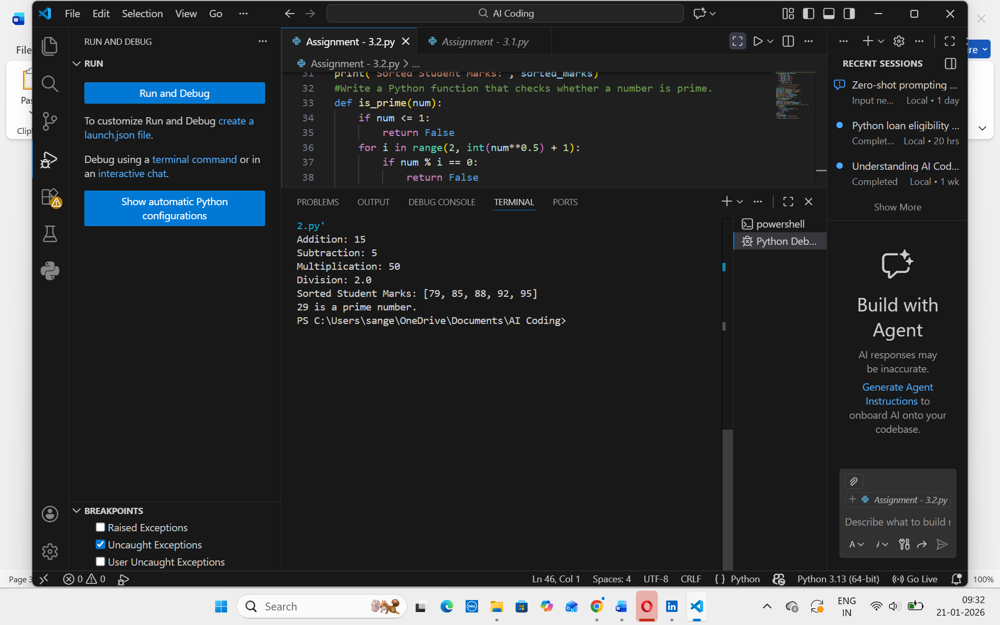 File Edit Selection View Go ···
AI Coding
File
Clip
Page 3
RUN AND DEBUG
RUN
Run and Debug
To customize Run and Debug create a
launch.json file.
Debug using a terminal command or in
an interactive chat.
Show automatic Python
configurations
BREAKPOINTS
Raised Exceptions
Uncaught Exceptions
User Uncaught Exceptions
Assignment - 3.2.py
Assignment - 3.1.py
Assignment - 3.2.py > ...
31 print("Sorted Student Marks:", sorted_marks)
32 #Write a Python function that checks whether a number is prime.
33 def is_prime(num):
34 if num <= 1:
35 return False
36 for i in range(2, int(num**0.5) + 1):
37 if num % i == 0:
38 return False
PROBLEMS OUTPUT DEBUG CONSOLE TERMINAL PORTS
2.py'
Addition: 15
Subtraction: 5
Multiplication: 50
Division: 2.0
Sorted Student Marks: [79, 85, 88, 92, 95]
29 is a prime number.
PS C:\Users\sange\OneDrive\Documents\AI Coding>
powershell
Python Deb...
RECENT SESSIONS
Zero-shot prompting ...
Input ne... Local • 1 day
Python loan eligibility ...
Complet... Local • 20 hrs
Understanding AI Cod...
Completed Local • 1 wk
Show More
Build with
Agent
AI responses may
be inaccurate.
Generate Agent
Instructions to
onboard AI onto your
codebase.
Assignment - 3.2.py
Describe what to build
A
0 0
Ln 46, Col 1 Spaces: 4 UTF-8 CRLF { } Python Python 3.13 (64-bit) Go Live
100%
Search
DELL
ENG
IN
09:32
21-01-2026